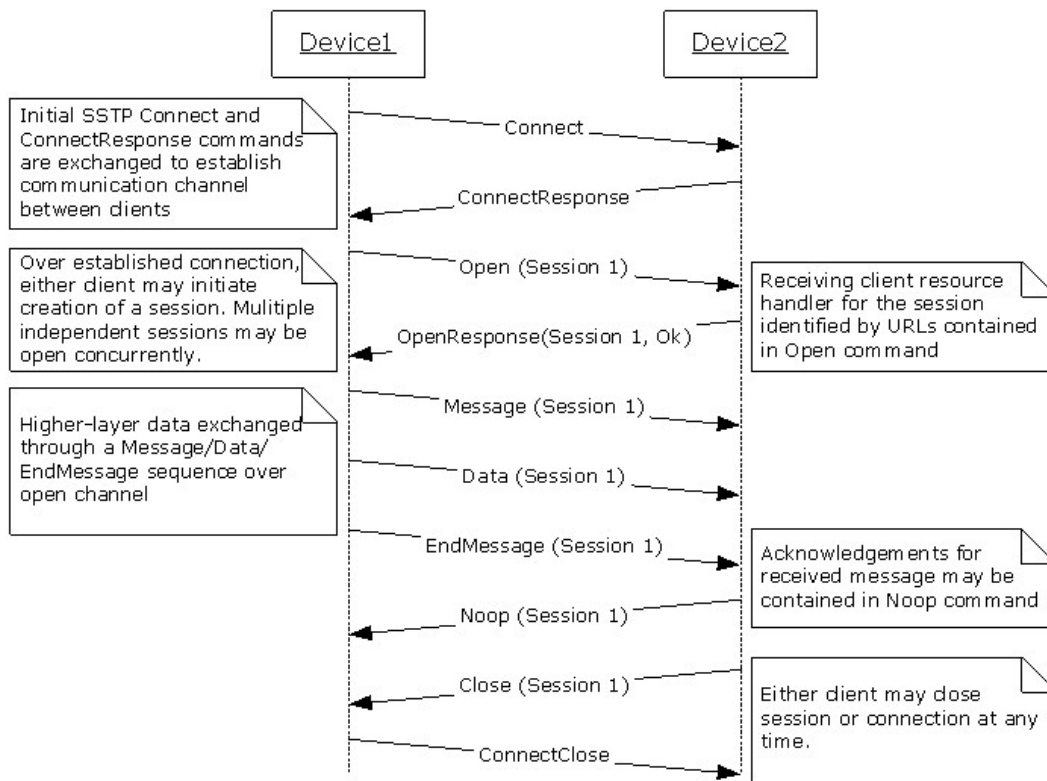 Device1
Device2
Initial SSTP Connect and
ConnectResponse commands
are exchanged to establish
communication channel
between clients
Connect
ConnectResponse
Over established connection,
either client may initiate
creation of a session. Mulitiple
independent sessions may be
open concurrently.
Open (Session 1)
Receiving client resource
handler for the session
identified by URLs contained
in Open command
OpenResponse(Session 1, Ok)
Higher-layer data exchanged
through a Message/Data/
EndMessage sequence over
open channel
Message (Session 1)
Data (Session 1)
EndMessage (Session 1)
Acknowledgements for
received message may be
contained in Noop command
Noop (Session 1)
Close (Session 1)
Either client may close
session or connection at any
time.
ConnectClose